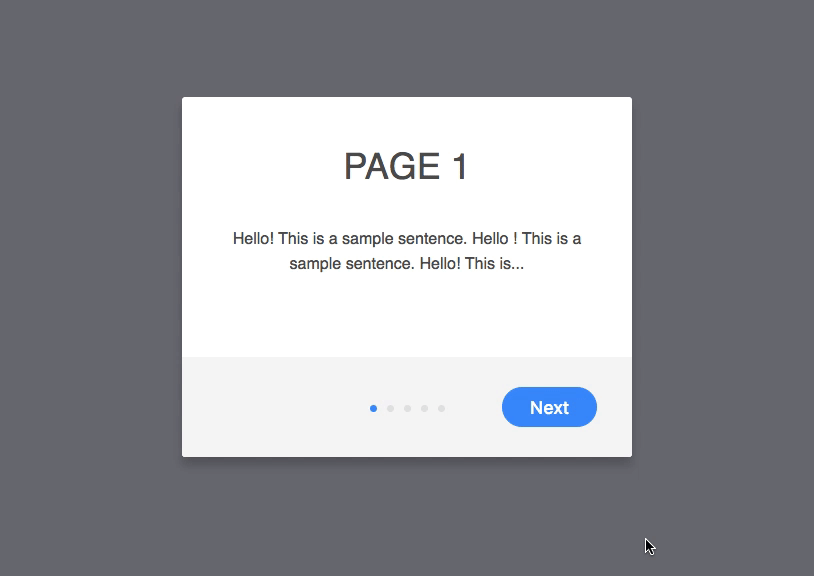 PAGE 1
Hello! This is a sample sentence. Hello ! This is a
sample sentence. Hello! This is...
Next